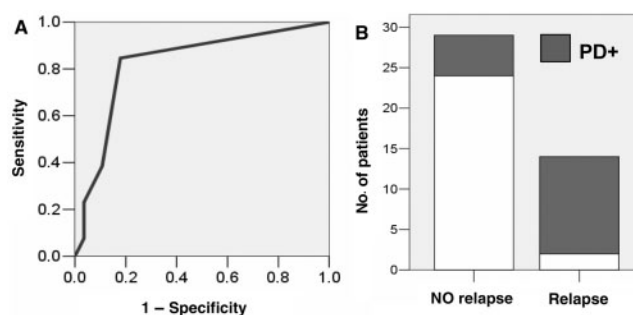 A
1.0
0.8
0.6
0.4
0.2
0.0
Sensitivity
0.0 0.2 0.4 0.6 0.8 1.0
1 – Specificity
B
30
25
20
15
10
5
0
No. of patients
PD+
NO relapse Relapse